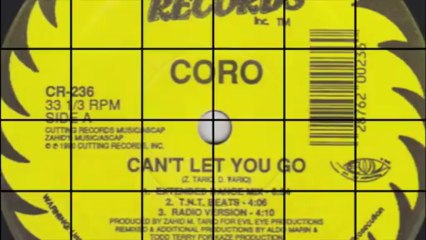 RECORDS
Inc. TM
CORO
CR-236
33 1/3 RPM
SIDE A
CUTTING RECORDS MUSIC/ASCAP
ZAHID'S MUSIC/ASCAP
© 1990 CUTTING RECORDS, INC.
CAN'T LET YOU GO
(Z. TARIQ, D. TARIQ)
1. EXTENDED DANCE MIX -
2. T.N.T. BEATS - 4:06
3. RADIO VERSION - 4:10
PRODUCED BY ZAHID M. TARIQ FOR EVIL EYE PRODUCTIONS
REMIXED & ADDITIONAL PRODUCTIONS BY ALDO MARIN &
TODD TERRY FOR